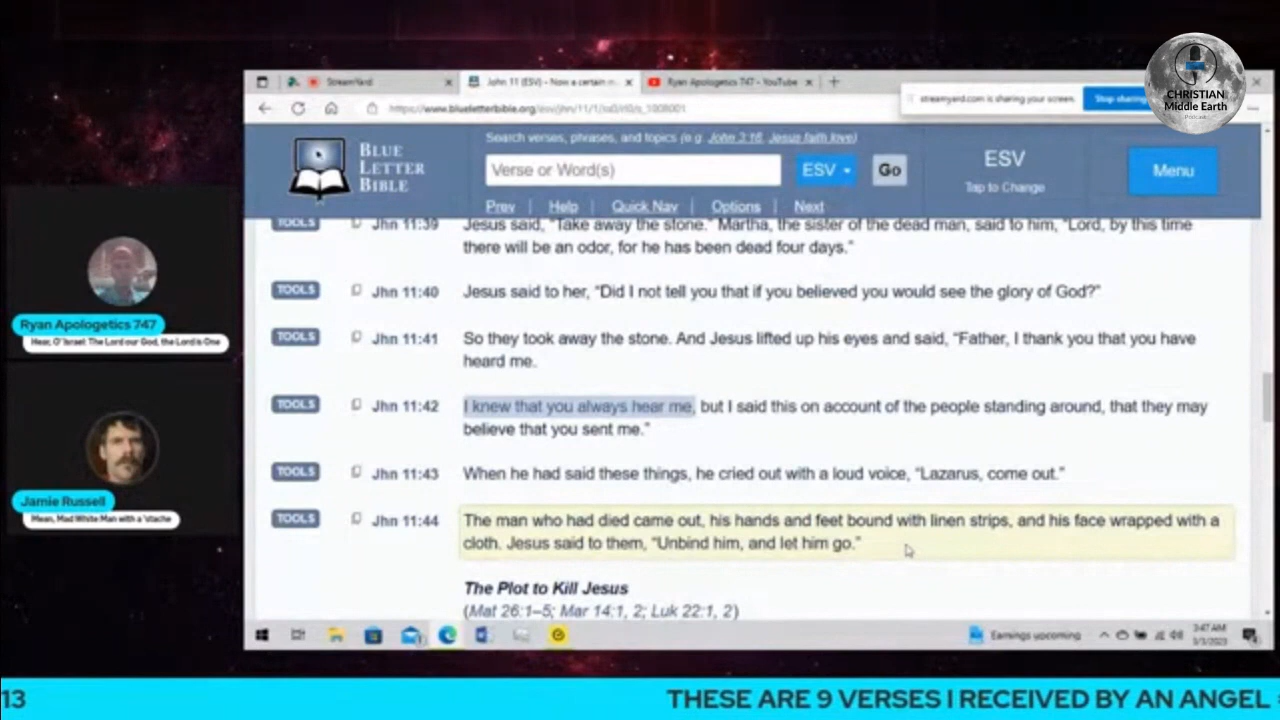 StreamYard
John 11 (ESV) - Now a certain m
Ryan Apologetics 747 - YouTube
streamyard.com is sharing your screen.
Stop sharing
CHRISTIAN
Middle Earth
Podcast
BLUE
LETTER
BIBLE
Search verses, phrases, and topics (e.g. John 3:16, Jesus faith love)
Verse or Word(s)
ESV
Go
ESV
Tap to Change
Menu
Prev | Help | Quick Nav | Options | Next
TOOLS Jhn 11:39 Jesus said, “Take away the stone.” Martha, the sister of the dead man, said to him, “Lord, by this time
there will be an odor, for he has been dead four days.”
TOOLS Jhn 11:40 Jesus said to her, “Did I not tell you that if you believed you would see the glory of God?”
TOOLS Jhn 11:41 So they took away the stone. And Jesus lifted up his eyes and said, “Father, I thank you that you have
heard me.
TOOLS Jhn 11:42 I knew that you always hear me, but I said this on account of the people standing around, that they may
believe that you sent me.”
TOOLS Jhn 11:43 When he had said these things, he cried out with a loud voice, “Lazarus, come out.”
TOOLS Jhn 11:44 The man who had died came out, his hands and feet bound with linen strips, and his face wrapped with a
cloth. Jesus said to them, “Unbind him, and let him go.”
The Plot to Kill Jesus
(Mat 26:1–5; Mar 14:1, 2; Luk 22:1, 2)
Ryan Apologetics 747
Hear, O' Israel: The Lord our God, the Lord is One
Jamie Russell
Mean, Mad White Man with a 'stache
Earnings upcoming
3:47 AM
13
THESE ARE 9 VERSES I RECEIVED BY AN ANGEL